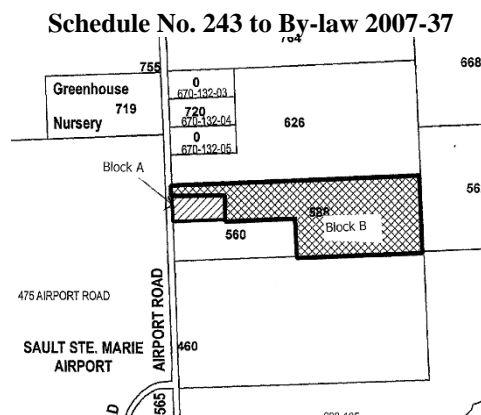 Schedule No. 243 to By-law 2007-37
764
755
668
Greenhouse
719
Nursery
0
670-132-03
720
670-132-04
0
670-132-05
626
Block A
588
Block B
560
475 AIRPORT ROAD
AIRPORT ROAD
SAULT STE. MARIE
AIRPORT
460
565
D